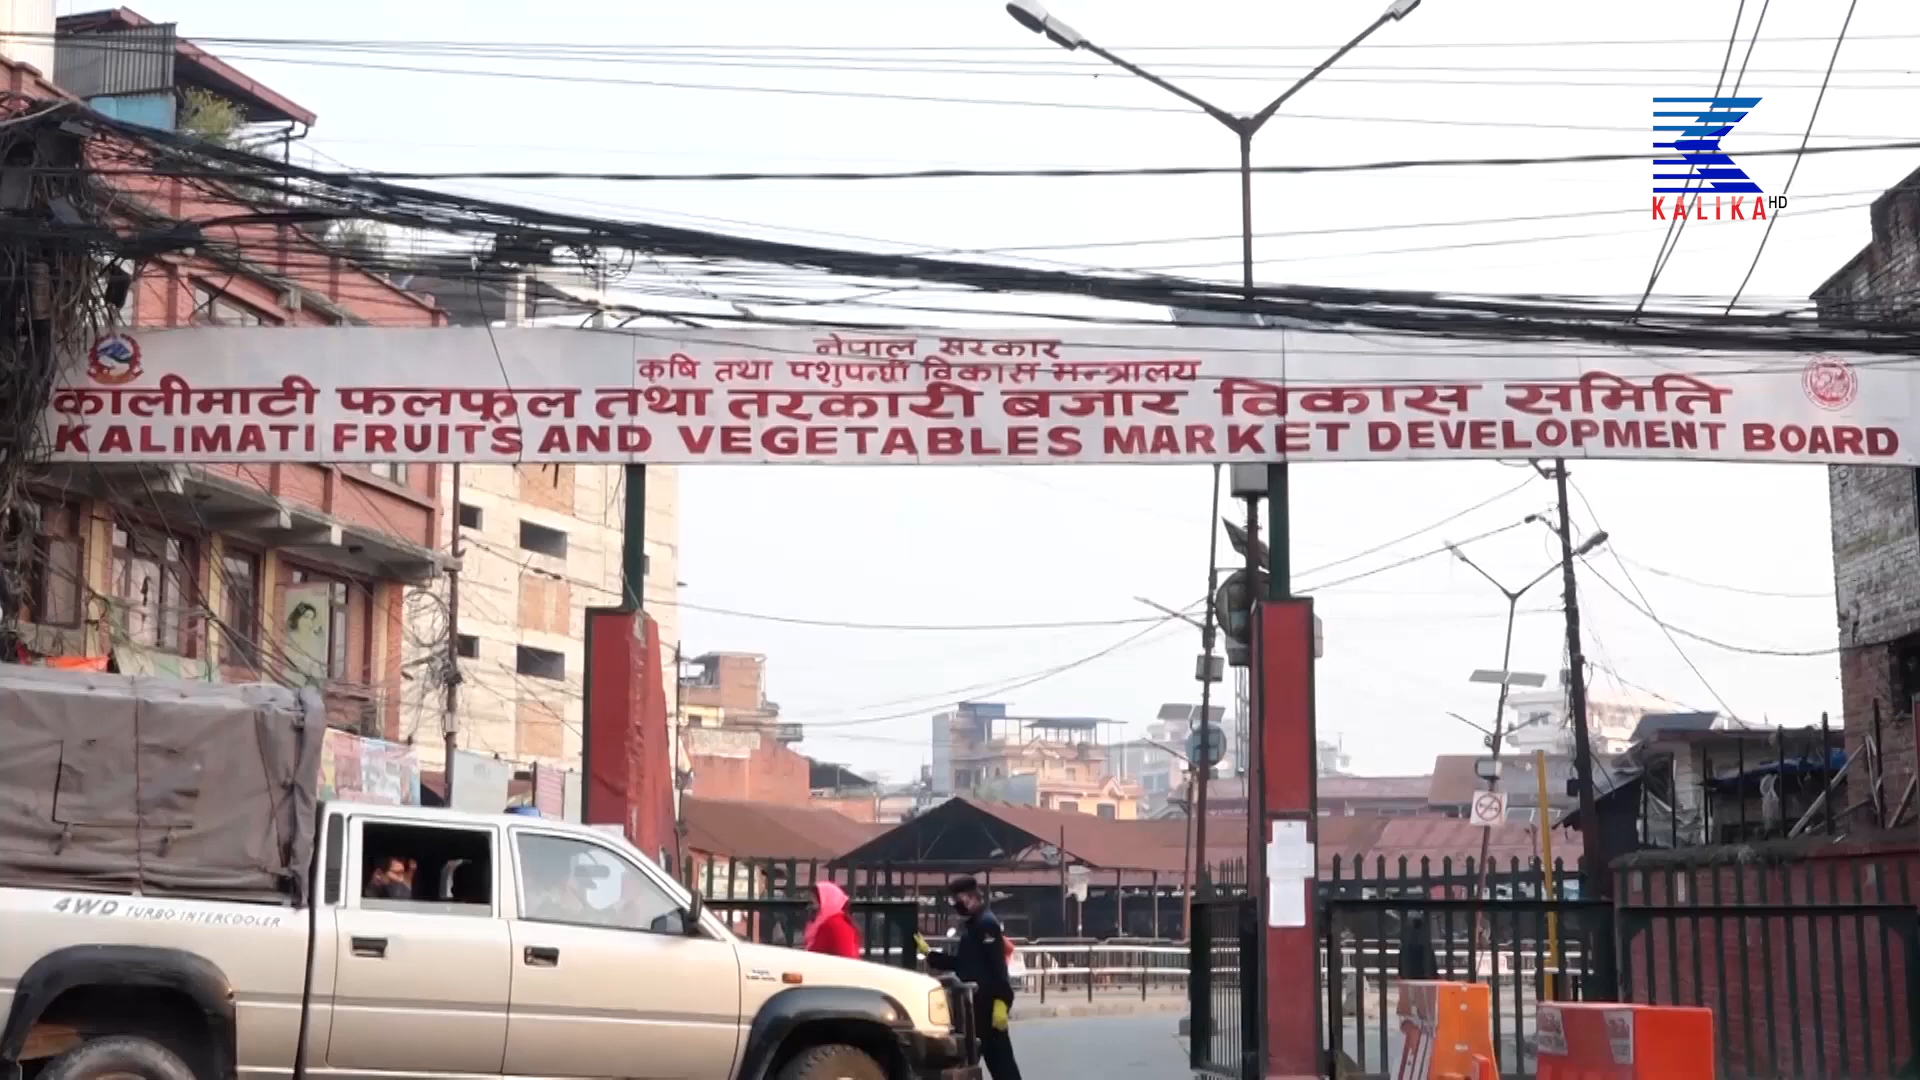 KALIKA HD
नेपाल सरकार
कृषि तथा पशुपन्छी विकास मन्त्रालय
कालीमाटी फलफूल तथा तरकारी बजार विकास समिति
KALIMATI FRUITS AND VEGETABLES MARKET DEVELOPMENT BOARD
4WD TURBO INTERCOOLER